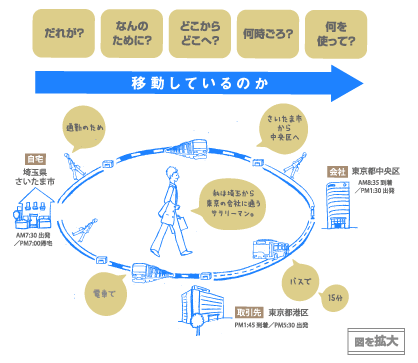 だれが?
なんの
ために?
どこから
どこへ?
何時ごろ?
何を
使って?
移動しているのか
通勤のため
さいたま市
から
中央区へ
自宅
埼玉県
さいたま市
AM7:30 出発
/PM7:00帰宅
私は埼玉から
東京の会社に通う
サラリーマン。
会社
東京都中央区
AM8:35 到着
/PM1:30 出発
電車で
バスで
15分
取引先
東京都港区
PM1:45 到着/PM5:30 出発
図を拡大